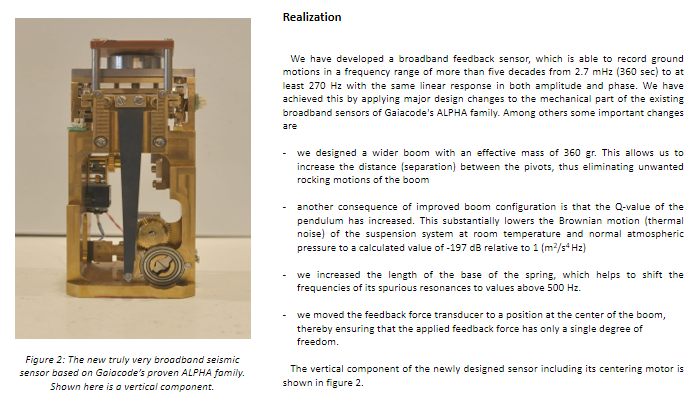 Realization
We have developed a broadband feedback sensor, which is able to record ground
motions in a frequency range of more than five decades from 2.7 mHz (360 sec) to at
least 270 Hz with the same linear response in both amplitude and phase. We have
achieved this by applying major design changes to the mechanical part of the existing
broadband sensors of Gaiacode's ALPHA family. Among others some important changes
are
- we designed a wider boom with an effective mass of 360 gr. This allows us to
increase the distance (separation) between the pivots, thus eliminating unwanted
rocking motions of the boom
- another consequence of improved boom configuration is that the Q-value of the
pendulum has increased. This substantially lowers the Brownian motion (thermal
noise) of the suspension system at room temperature and normal atmospheric
pressure to a calculated value of -197 dB relative to 1 (m²/s⁴ Hz)
- we increased the length of the base of the spring, which helps to shift the
frequencies of its spurious resonances to values above 500 Hz.
- we moved the feedback force transducer to a position at the center of the boom,
thereby ensuring that the applied feedback force has only a single degree of
freedom.
The vertical component of the newly designed sensor including its centering motor is
shown in figure 2.
Figure 2: The new truly very broadband seismic
sensor based on Gaiacode's proven ALPHA family.
Shown here is a vertical component.